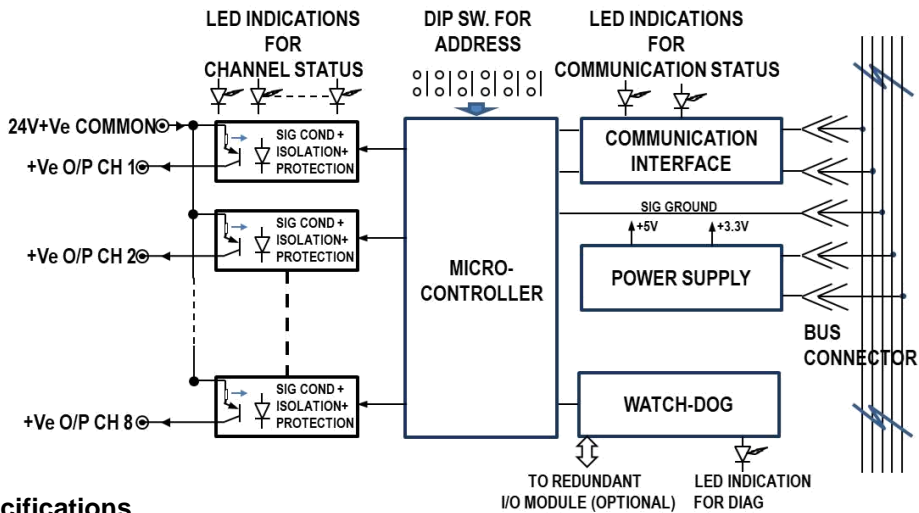 LED INDICATIONS
FOR
CHANNEL STATUS
DIP SW. FOR
ADDRESS
LED INDICATIONS
FOR
COMMUNICATION STATUS
24V+Ve COMMON
+Ve O/P CH 1
SIG COND +
ISOLATION+
PROTECTION
COMMUNICATION
INTERFACE
SIG GROUND
+5V
+3.3V
+Ve O/P CH 2
SIG COND +
ISOLATION+
PROTECTION
MICRO-
CONTROLLER
POWER SUPPLY
BUS
CONNECTOR
+Ve O/P CH 8
SIG COND +
ISOLATION+
PROTECTION
WATCH-DOG
TO REDUNDANT
I/O MODULE (OPTIONAL)
LED INDICATION
FOR DIAG
cifications